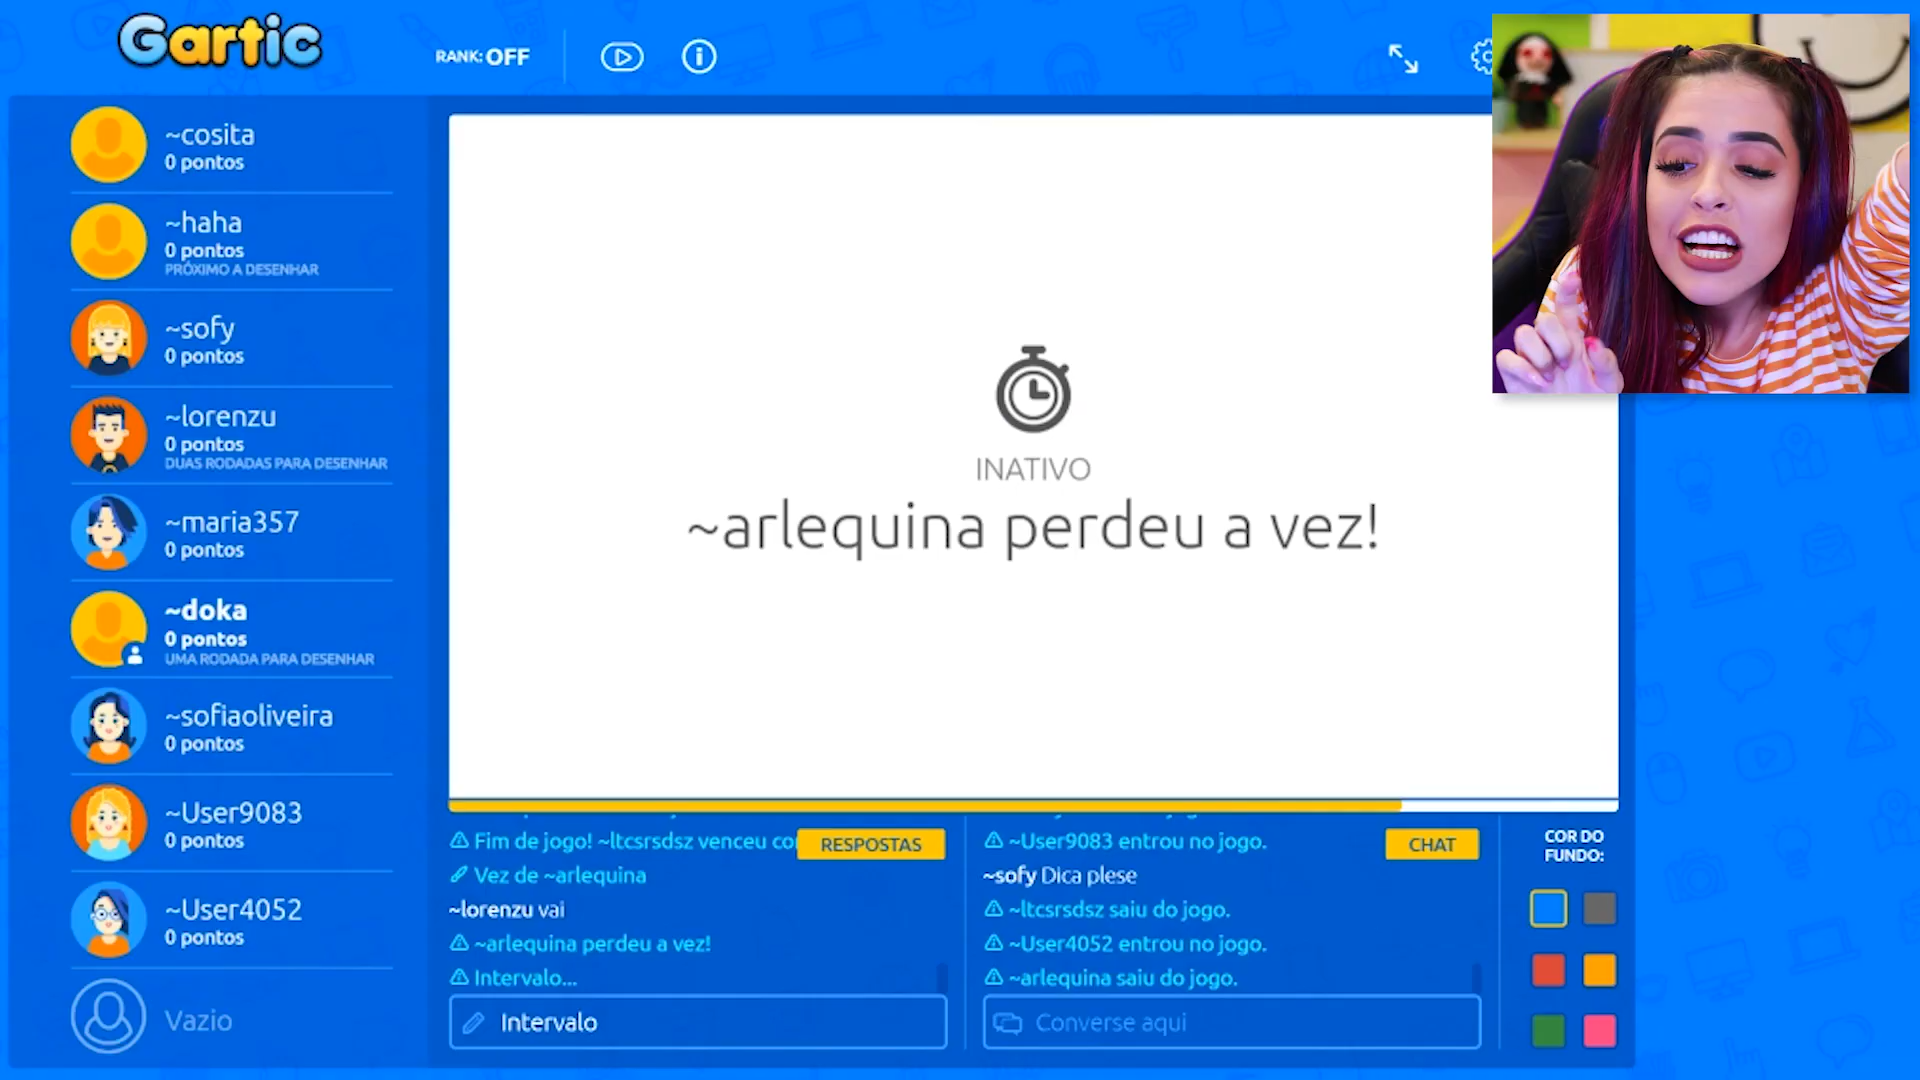 Gartic
RANK: OFF
~cosita
0 pontos
~haha
0 pontos
PRÓXIMO A DESENHAR
~sofy
0 pontos
~lorenzu
0 pontos
DUAS RODADAS PARA DESENHAR
~maria357
0 pontos
~doka
0 pontos
UMA RODADA PARA DESENHAR
~sofiaoliveira
0 pontos
~User9083
0 pontos
~User4052
0 pontos
Vazio
INATIVO
~arlequina perdeu a vez!
Fim de jogo! ~ltcsrsdsz venceu
RESPOSTAS
Vez de ~arlequina
~lorenzu vai
~arlequina perdeu a vez!
Intervalo...
Intervalo
~User9083 entrou no jogo.
CHAT
~sofy Dica plese
~ltcsrsdsz saiu do jogo.
~User4052 entrou no jogo.
~arlequina saiu do jogo.
Converse aqui
COR DO
FUNDO: